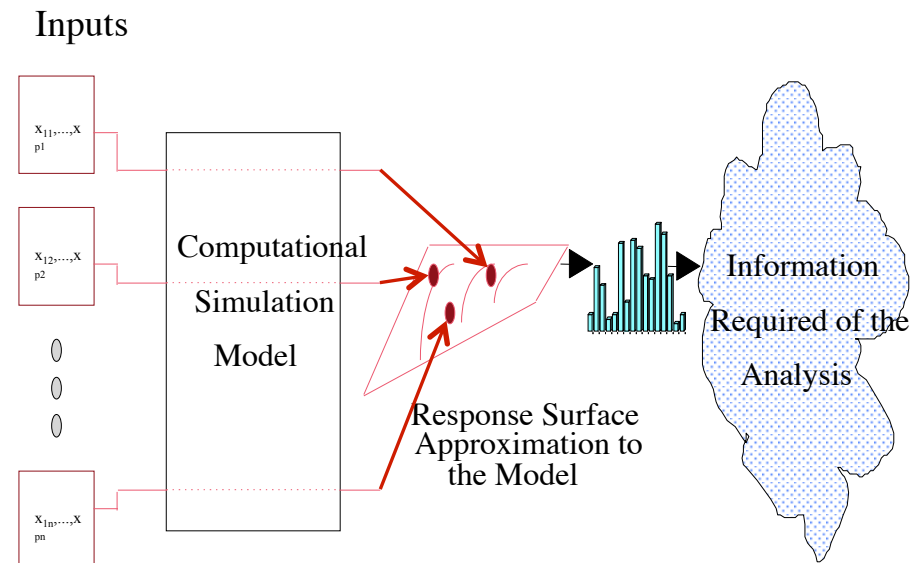 Inputs
x11,...,x
p1
x12,...,x
p2
x1n,...,x
pn
Computational
Simulation
Model
Response Surface
Approximation to
the Model
Information
Required of the
Analysis